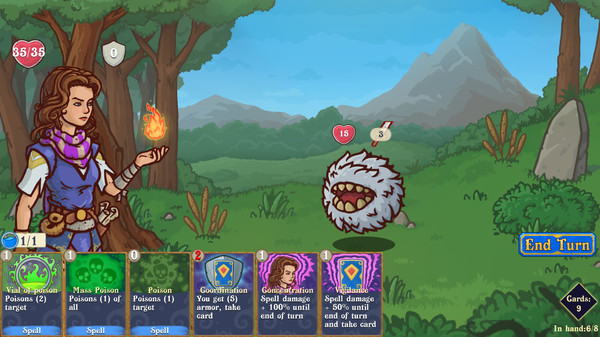 35/35
0
15
3
1/1
End Turn
1
Vial of poison
Poisons (2)
target
Spell
1
Mass Poison
Poisons (1) of
all
Spell
0
Poison
Poisons (1)
target
Spell
2
Coordination
You get (5)
armor, take
card
1
Concentration
Spell damage
+ 100% until
end of turn
1
Vigilance
Spell damage
+ 50% until
end of turn
and take card
Cards:
9
In hand:6/8